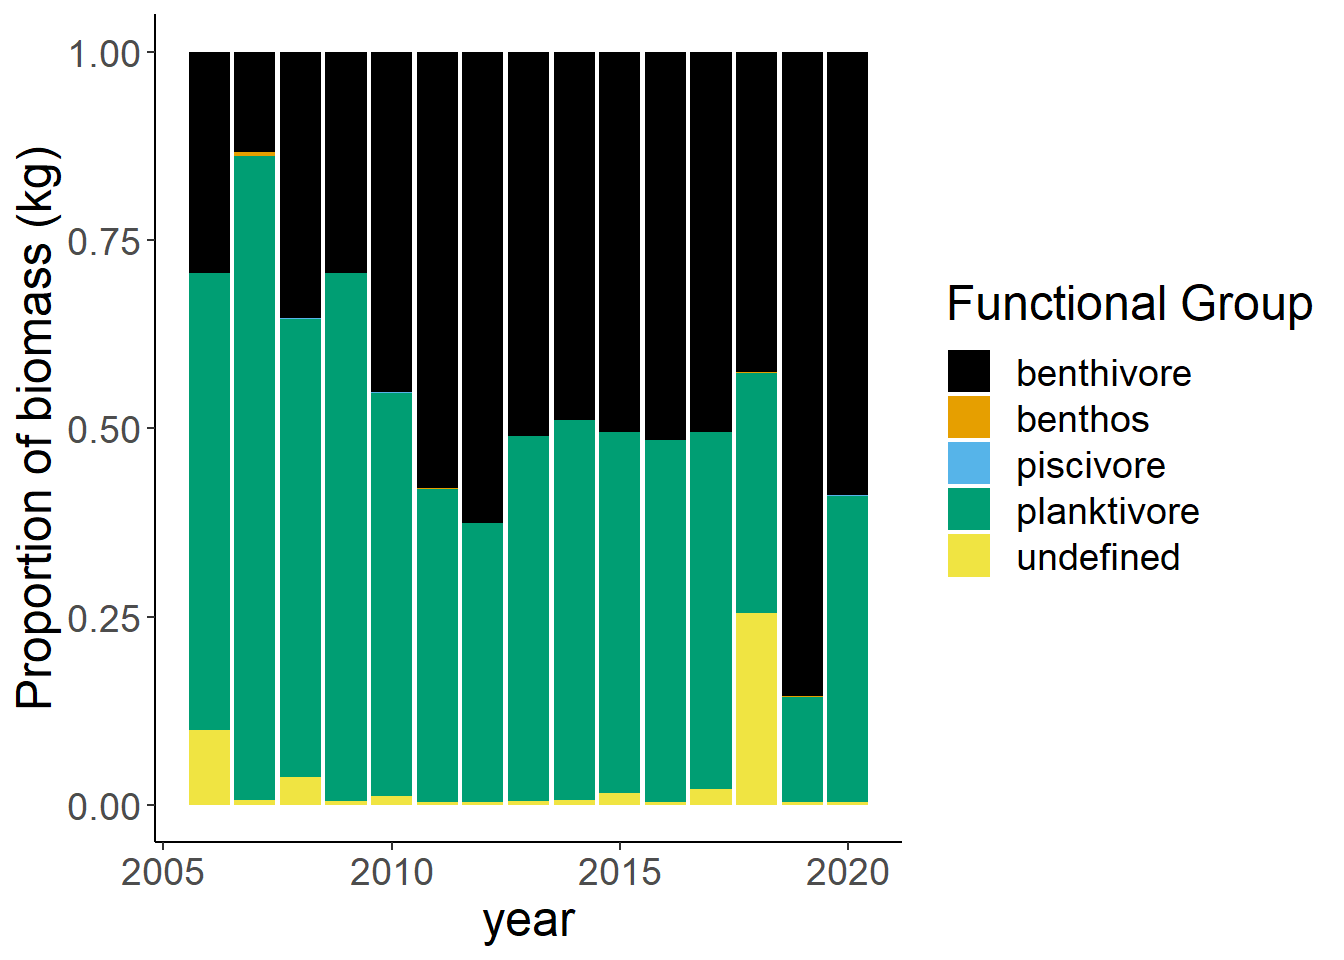 Proportion of biomass (kg)
1.00
0.75
0.50
0.25
0.00
2005 2010 2015 2020
year
Functional Group
benthivore
benthos
piscivore
planktivore
undefined